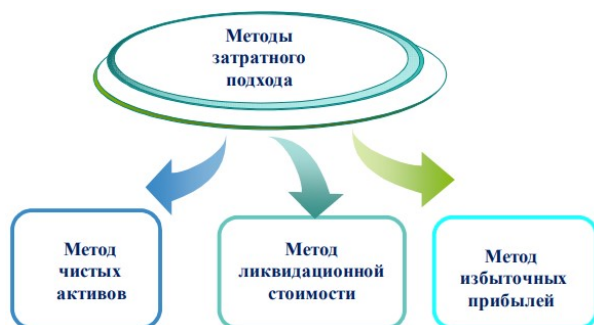 Методы
затратного
подхода
Метод
чистых
активов
Метод
ликвидационной
стоимости
Метод
избыточных
прибылей